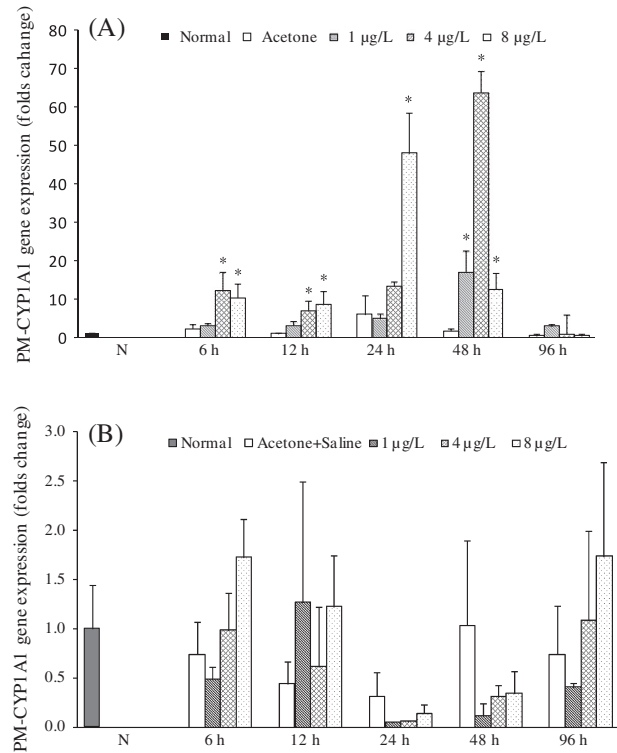 (A)
Normal Acetone 1 µg/L 4 µg/L 8 µg/L
PM-CYP1A1 gene expression (folds cahange)
80
70
60
50
40
30
20
10
0
* * * * * * * *
N 6 h 12 h 24 h 48 h 96 h
(B)
Normal Acetone+Saline 1 µg/L 4 µg/L 8 µg/L
PM-CYP1A1 gene expression (folds change)
3.0
2.5
2.0
1.5
1.0
0.5
0.0
N 6 h 12 h 24 h 48 h 96 h